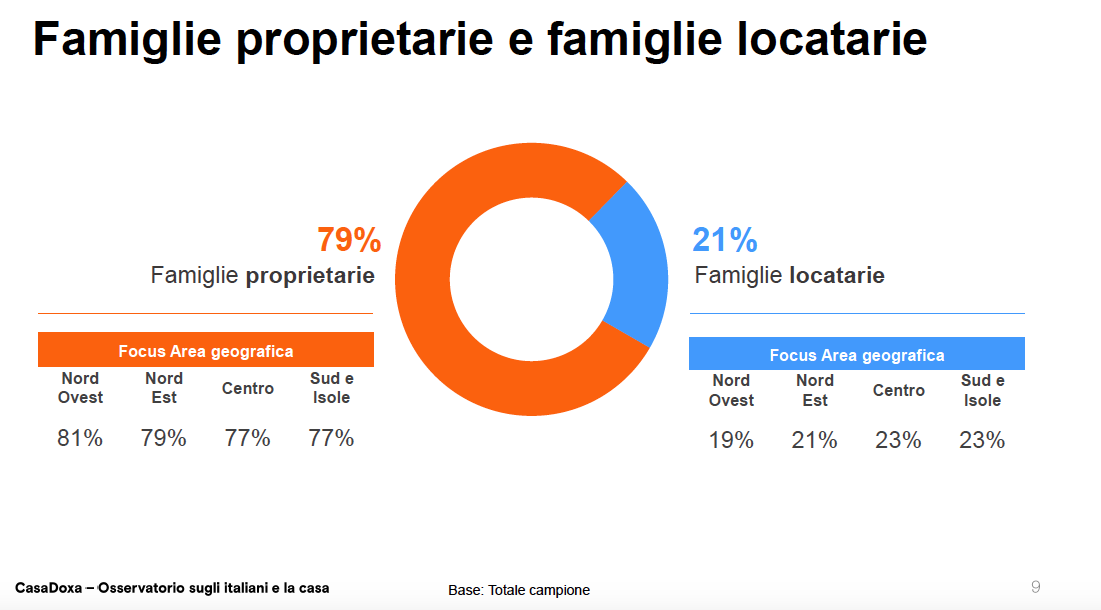 Famiglie proprietarie e famiglie locatarie
79%
Famiglie proprietarie
Focus Area geografica
Nord Ovest
Nord Est
Centro
Sud e Isole
81% 79% 77% 77%
21%
Famiglie locatarie
Focus Area geografica
Nord Ovest
Nord Est
Centro
Sud e Isole
19% 21% 23% 23%
CasaDoxa – Osservatorio sugli italiani e la casa
Base: Totale campione
9